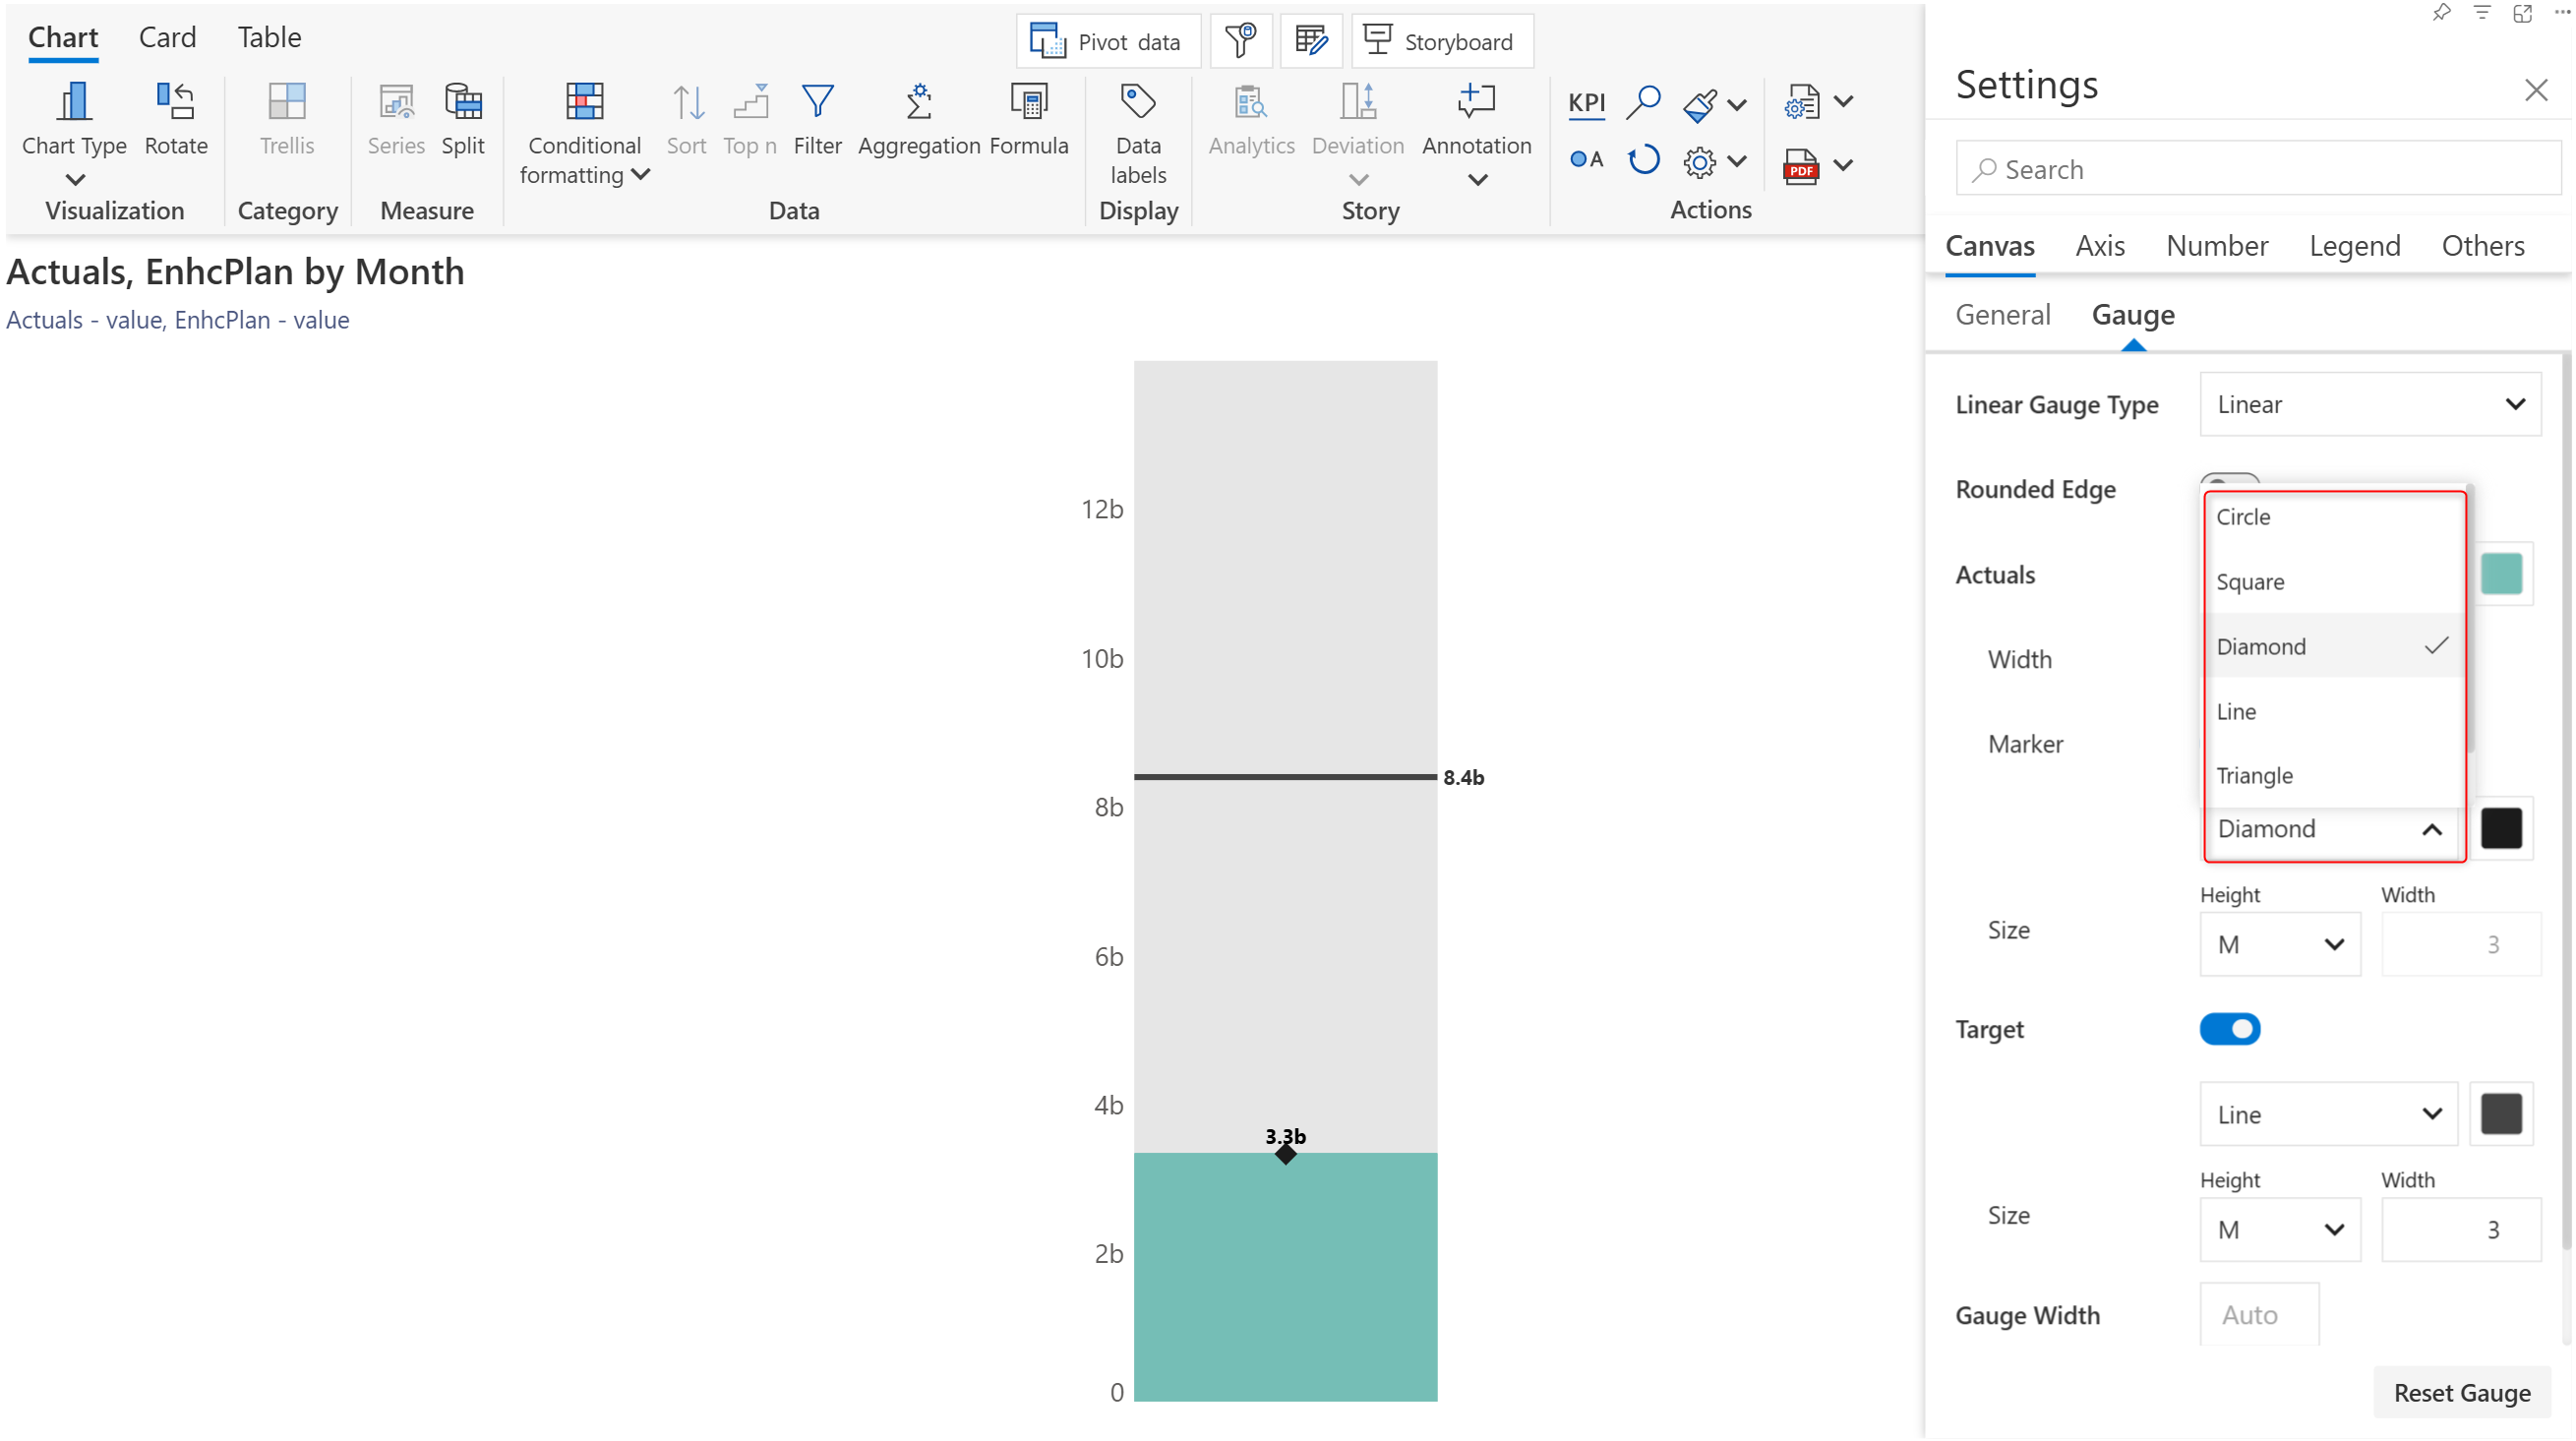 Chart Card Table
Pivot data Storyboard
Chart Type Rotate
Visualization
Trellis
Category
Series Split
Measure
Conditional formatting Sort Top n Filter Aggregation Formula
Data
Data labels
Display
Analytics Deviation Annotation
Story
KPI
A
PDF
Actions
Actuals, EnhcPlan by Month
Actuals - value, EnhcPlan - value
12b
10b
8b
6b
4b
2b
0
8.4b
3.3b
Settings
Search
Canvas Axis Number Legend Others
General Gauge
Linear Gauge Type Linear
Rounded Edge
Circle
Square
Diamond
Line
Triangle
Diamond
Actuals
Width
Marker
Height Width
Size M 3
Target
Line
Height Width
Size M 3
Gauge Width Auto
Reset Gauge